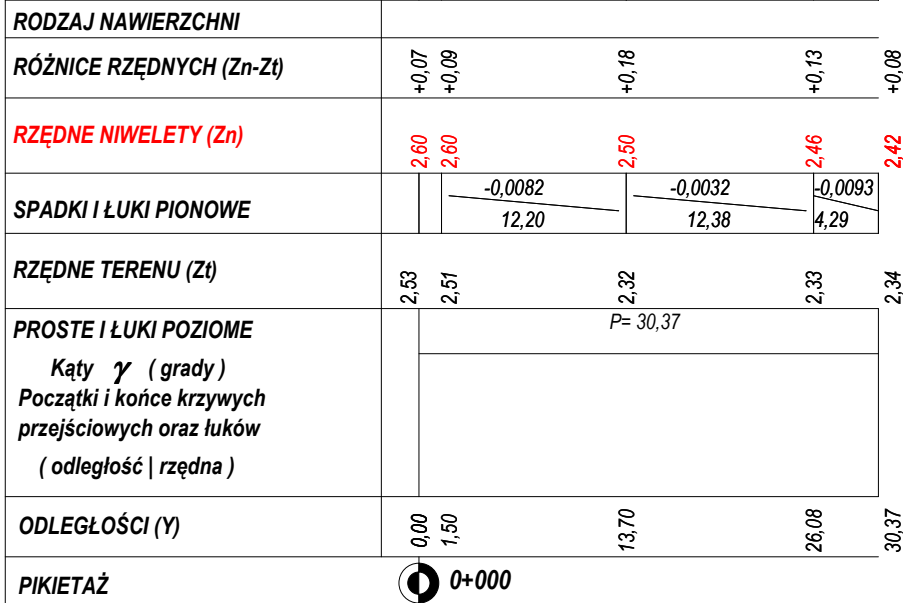 RODZAJ NAWIERZCHNI
RÓŻNICE RZĘDNYCH (Zn-Zt)
+0,07 +0,09 +0,18 +0,13 +0,08
RZĘDNE NIWELETY (Zn)
2,60 2,60 2,50 2,46 2,42
SPADKI I ŁUKI PIONOWE
-0,0082 -0,0032 -0,0093
12,20 12,38 4,29
RZĘDNE TERENU (Zt)
2,53 2,51 2,32 2,33 2,34
PROSTE I ŁUKI POZIOME
P= 30,37
Kąty γ ( grady )
Początki i końce krzywych
przejściowych oraz łuków
( odległość | rzędna )
ODLEGŁOŚCI (Y)
0,00 1,50 13,70 26,08 30,37
PIKIETAŻ
0+000